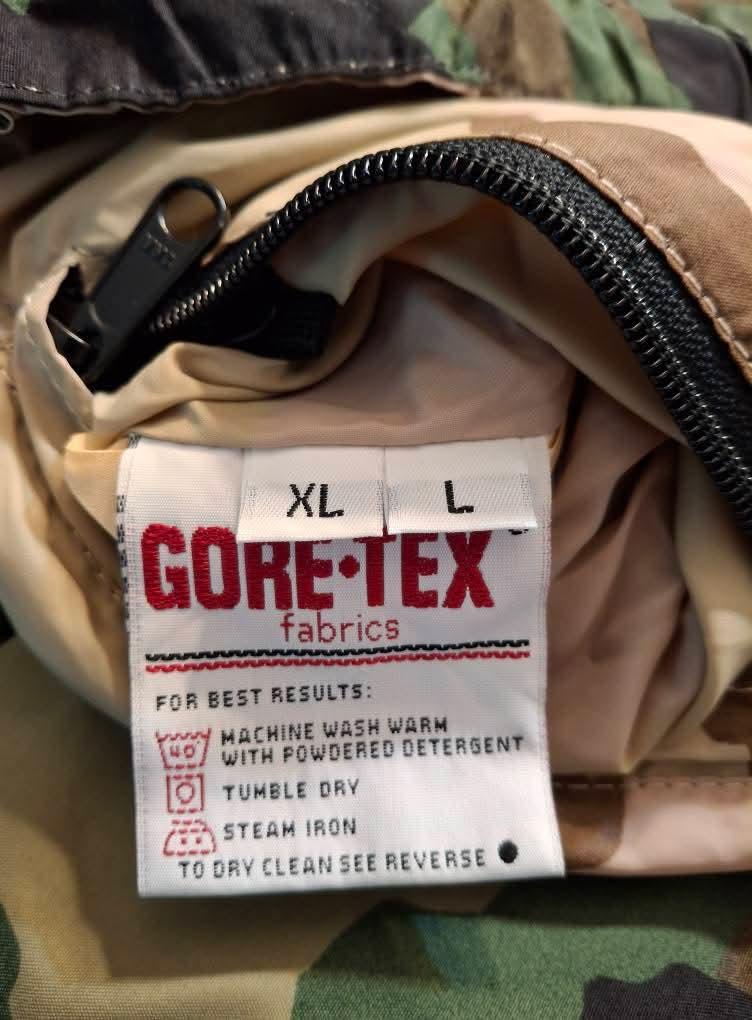 XL L
GORE·TEX
fabrics
FOR BEST RESULTS:
40°
MACHINE WASH WARM
WITH POWDERED DETERGENT
TUMBLE DRY
STEAM IRON
TO DRY CLEAN SEE REVERSE